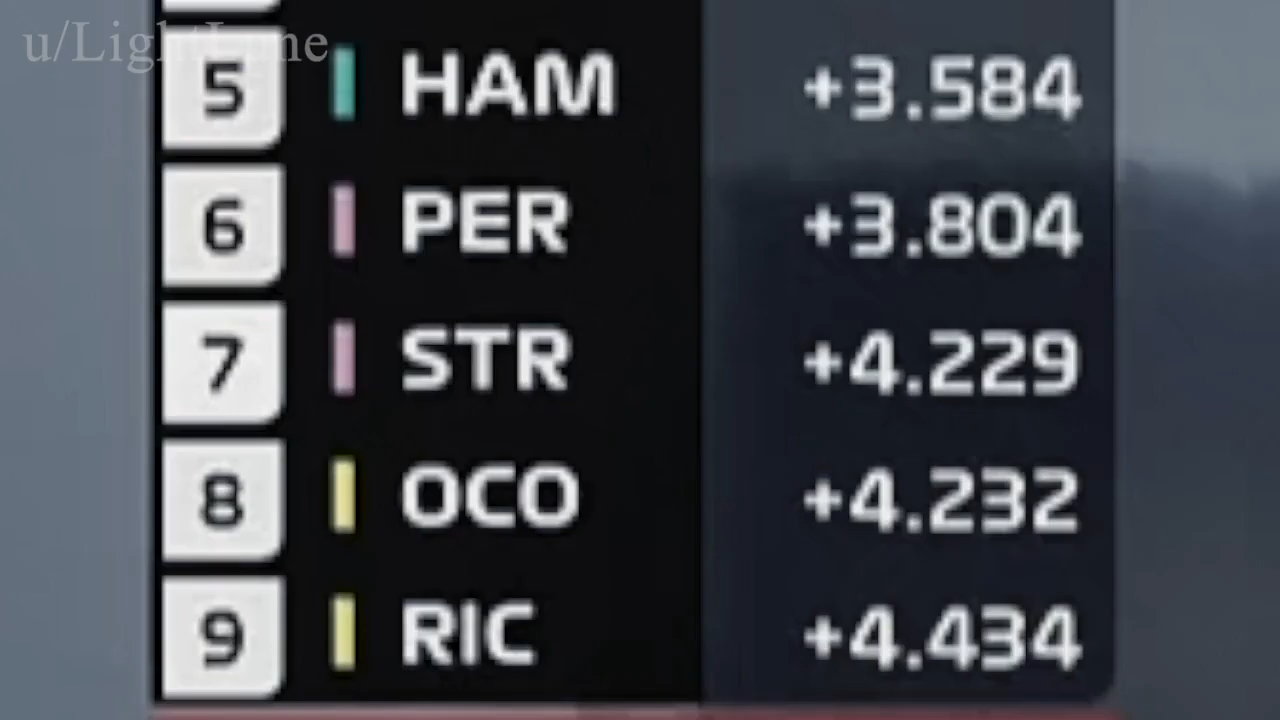 u/LightLane
5 HAM +3.584
6 PER +3.804
7 STR +4.229
8 OCO +4.232
9 RIC +4.434